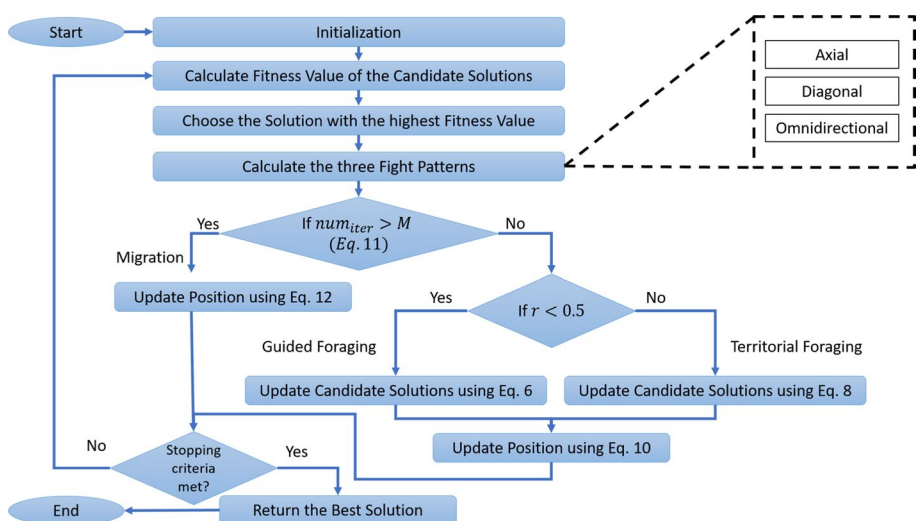 Start
Initialization
Calculate Fitness Value of the Candidate Solutions
Choose the Solution with the highest Fitness Value
Calculate the three Fight Patterns
Axial
Diagonal
Omnidirectional
If num_{iter} > M
(Eq. 11)
Yes
No
Migration
Update Position using Eq. 12
If r < 0.5
Yes
No
Guided Foraging
Territorial Foraging
Update Candidate Solutions using Eq. 6
Update Candidate Solutions using Eq. 8
Update Position using Eq. 10
Stopping
criteria
met?
No
Yes
Return the Best Solution
End